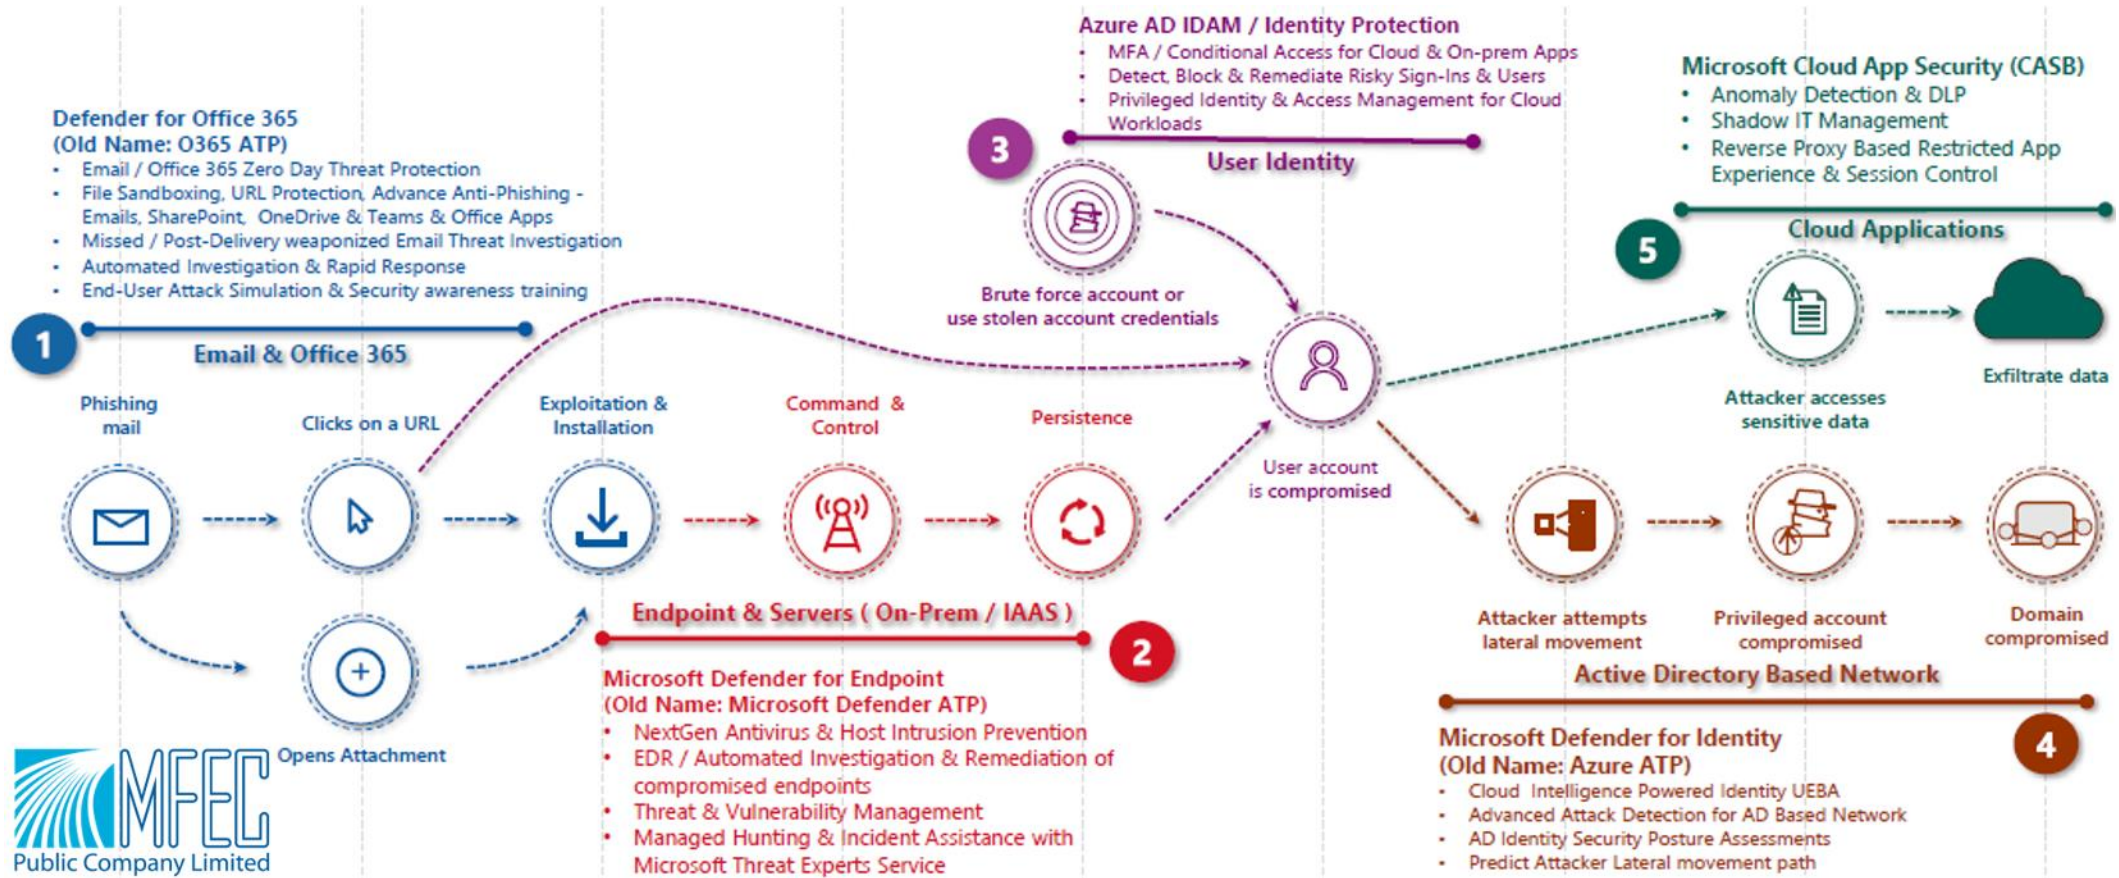 Defender for Office 365
(Old Name: O365 ATP)
• Email / Office 365 Zero Day Threat Protection
• File Sandboxing, URL Protection, Advance Anti-Phishing -
Emails, SharePoint, OneDrive & Teams & Office Apps
• Missed / Post-Delivery weaponized Email Threat Investigation
• Automated Investigation & Rapid Response
• End-User Attack Simulation & Security awareness training
1
Email & Office 365
Phishing
mail
Clicks on a URL
Exploitation &
Installation
Command &
Control
Persistence
Opens Attachment
Endpoint & Servers ( On-Prem / IAAS )
2
Microsoft Defender for Endpoint
(Old Name: Microsoft Defender ATP)
• NextGen Antivirus & Host Intrusion Prevention
• EDR / Automated Investigation & Remediation of
compromised endpoints
• Threat & Vulnerability Management
• Managed Hunting & Incident Assistance with
Microsoft Threat Experts Service
Azure AD IDAM / Identity Protection
• MFA / Conditional Access for Cloud & On-prem Apps
• Detect, Block & Remediate Risky Sign-Ins & Users
• Privileged Identity & Access Management for Cloud
Workloads
3
User Identity
Brute force account or
use stolen account credentials
User account
is compromised
Microsoft Cloud App Security (CASB)
• Anomaly Detection & DLP
• Shadow IT Management
• Reverse Proxy Based Restricted App
Experience & Session Control
5
Cloud Applications
Attacker accesses
sensitive data
Exfiltrate data
Attacker attempts
lateral movement
Privileged account
compromised
Domain
compromised
Active Directory Based Network
4
Microsoft Defender for Identity
(Old Name: Azure ATP)
• Cloud Intelligence Powered Identity UEBA
• Advanced Attack Detection for AD Based Network
• AD Identity Security Posture Assessments
• Predict Attacker Lateral movement path
MFEC
Public Company Limited